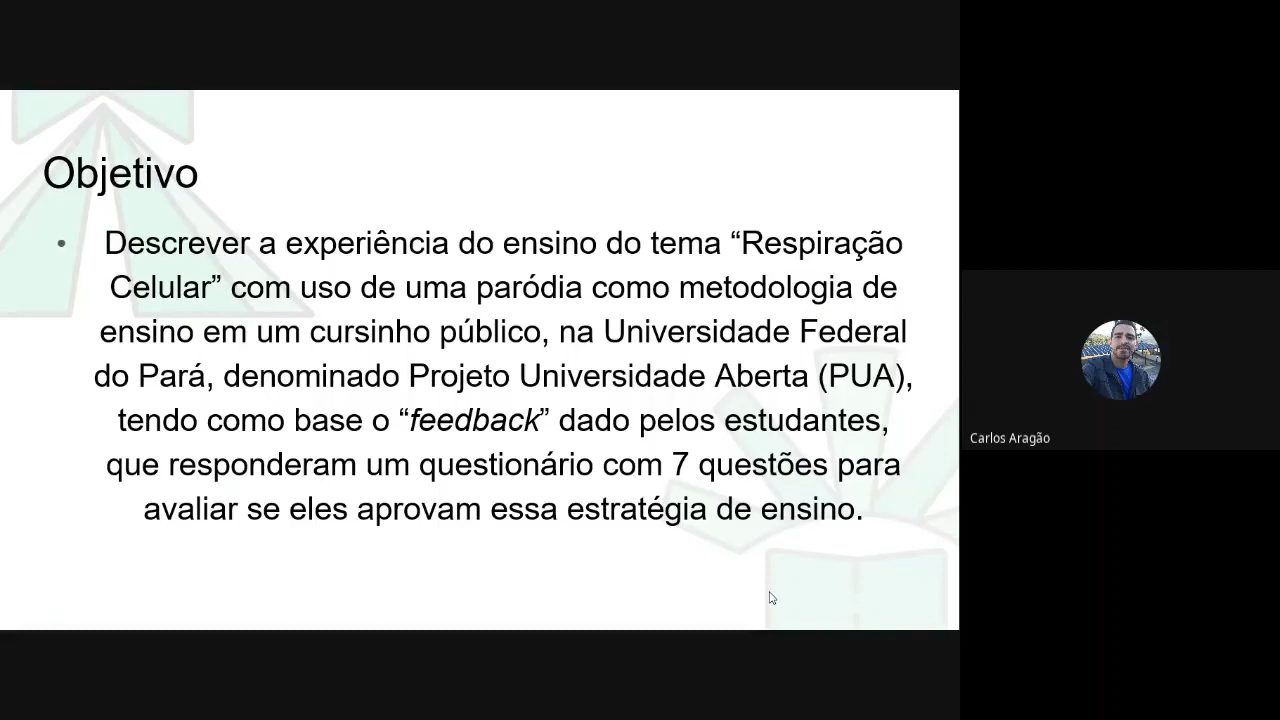 Objetivo
• Descrever a experiência do ensino do tema “Respiração
Celular” com uso de uma paródia como metodologia de
ensino em um cursinho público, na Universidade Federal
do Pará, denominado Projeto Universidade Aberta (PUA),
tendo como base o “feedback” dado pelos estudantes,
que responderam um questionário com 7 questões para
avaliar se eles aprovam essa estratégia de ensino.
Carlos Aragão